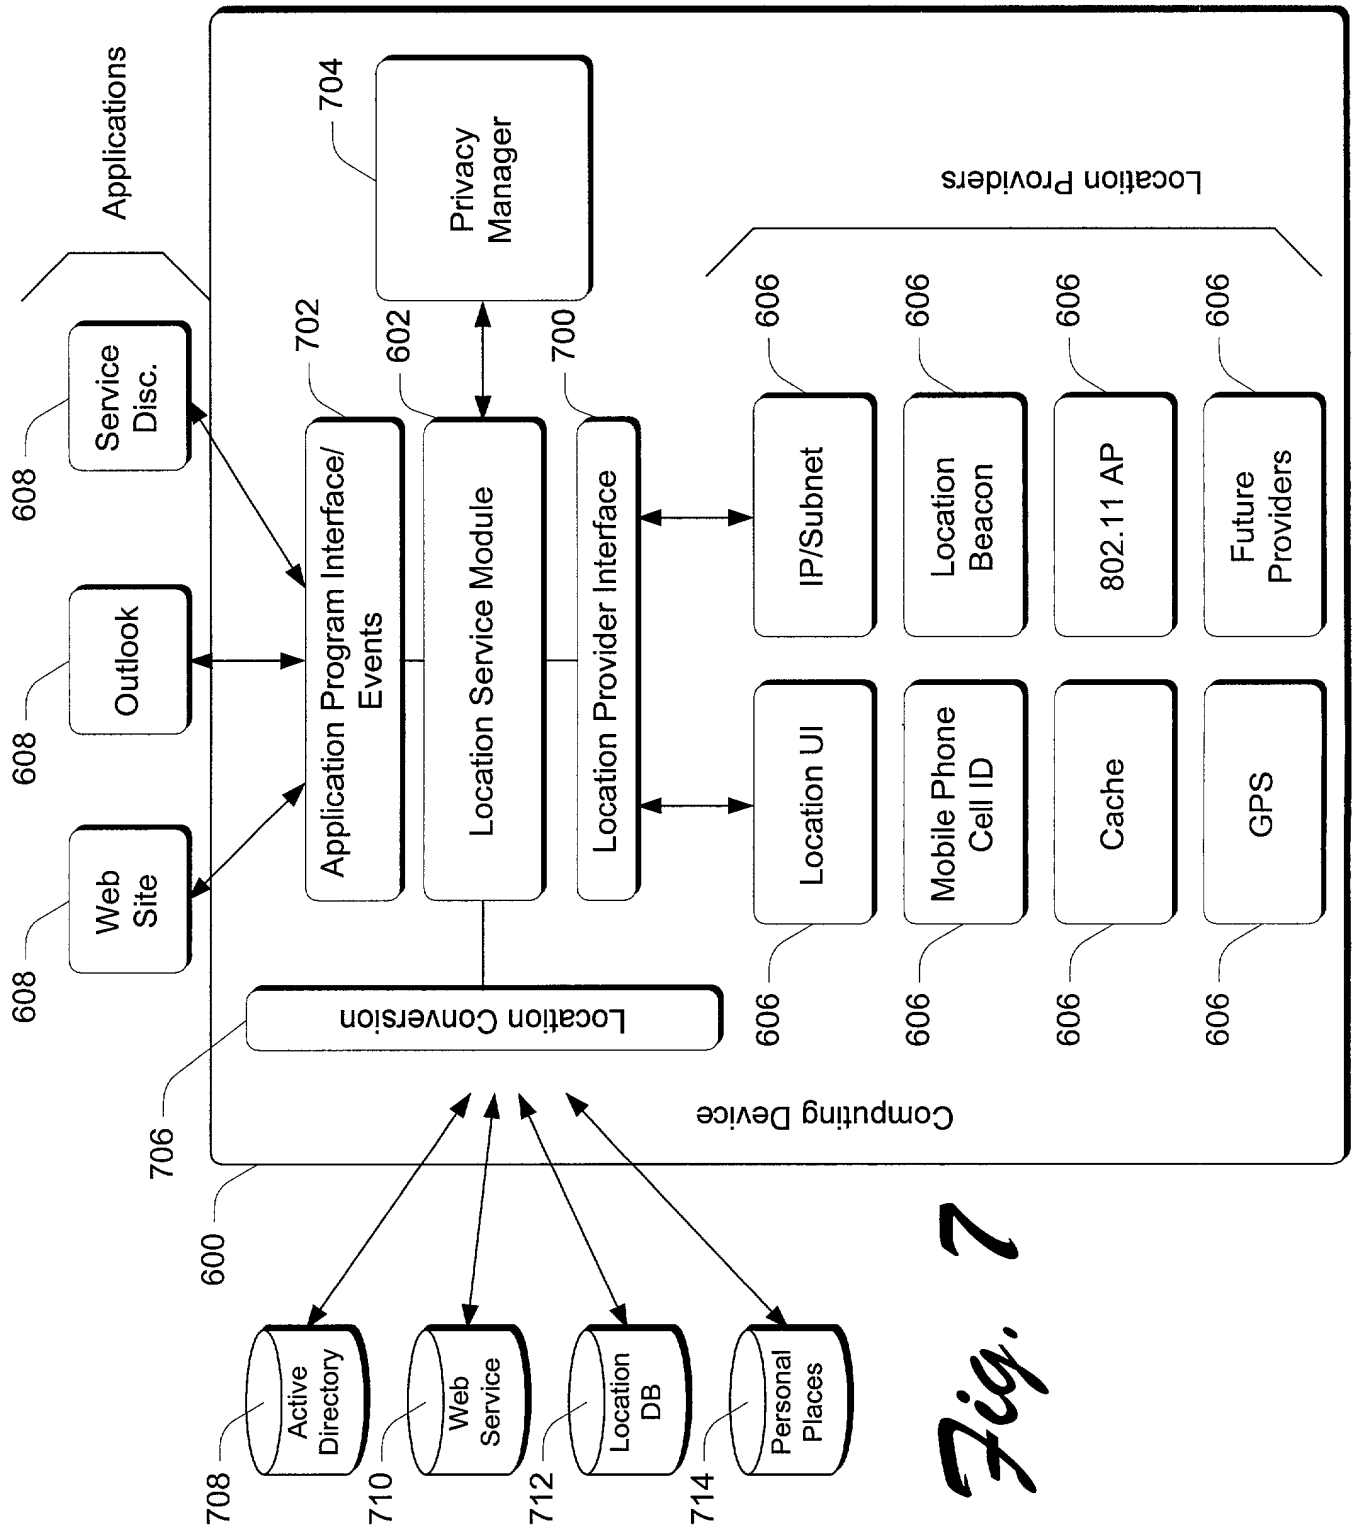 Applications
608
Web
Site
608
Outlook
608
Service
Disc.
600
706
Location Conversion
702
Application Program Interface/
Events
602
Location Service Module
700
Location Provider Interface
704
Privacy
Manager
708
Active
Directory
710
Web
Service
712
Location
DB
714
Personal
Places
Computing Device
Location Providers
606
Location UI
606
IP/Subnet
606
Mobile Phone
Cell ID
606
Location
Beacon
606
Cache
606
802.11 AP
606
GPS
606
Future
Providers
Fig. 7